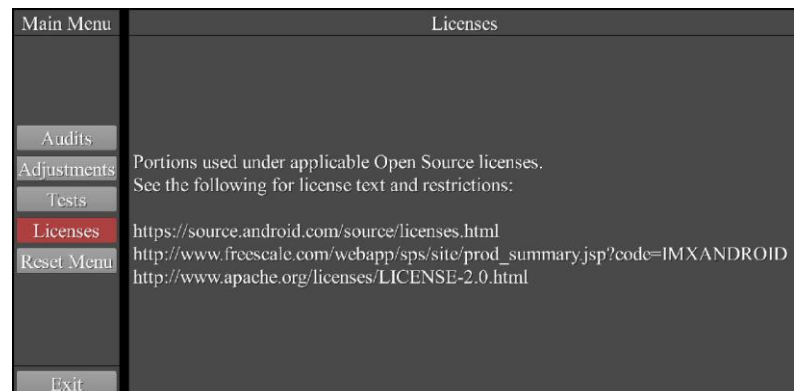 Main Menu
Licenses
Audits
Adjustments
Tests
Licenses
Reset Menu
Exit
Portions used under applicable Open Source licenses.
See the following for license text and restrictions:
https://source.android.com/source/licenses.html
http://www.freescale.com/webapp/sps/site/prod_summary.jsp?code=IMXANDROID
http://www.apache.org/licenses/LICENSE-2.0.html